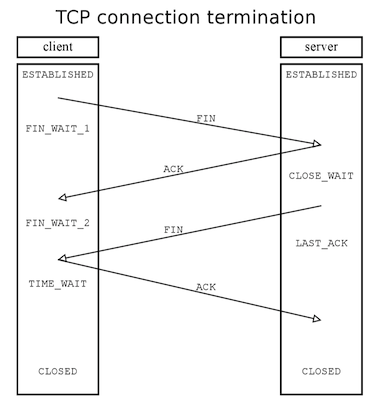 TCP connection termination
client
server
ESTABLISHED
ESTABLISHED
FIN
FIN_WAIT_1
ACK
CLOSE_WAIT
FIN_WAIT_2
FIN
LAST_ACK
TIME_WAIT
ACK
CLOSED
CLOSED